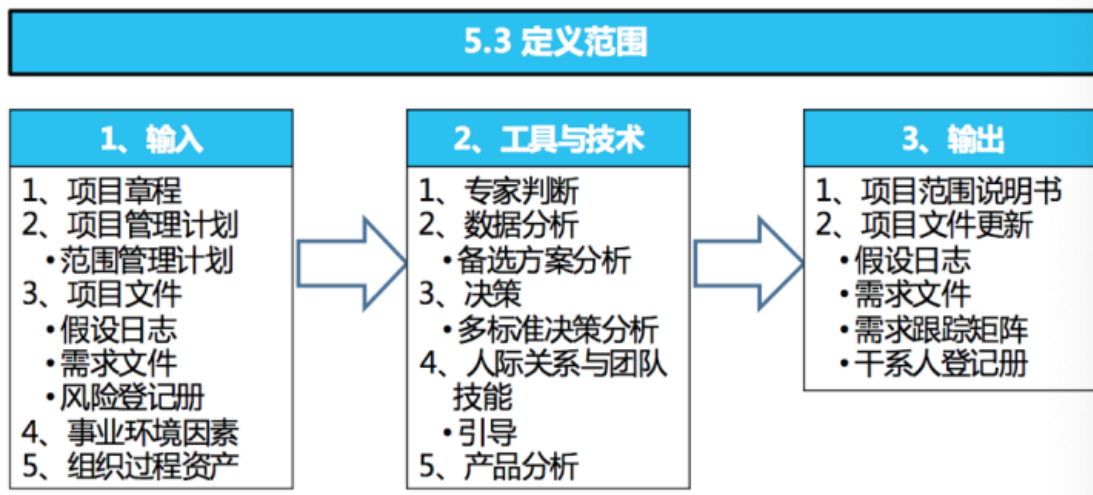 5.3 定义范围
1、输入
1、项目章程
2、项目管理计划
•范围管理计划
3、项目文件
•假设日志
•需求文件
•风险登记册
4、事业环境因素
5、组织过程资产
2、工具与技术
1、专家判断
2、数据分析
•备选方案分析
3、决策
•多标准决策分析
4、人际关系与团队
技能
•引导
5、产品分析
3、输出
1、项目范围说明书
2、项目文件更新
•假设日志
•需求文件
•需求跟踪矩阵
•干系人登记册